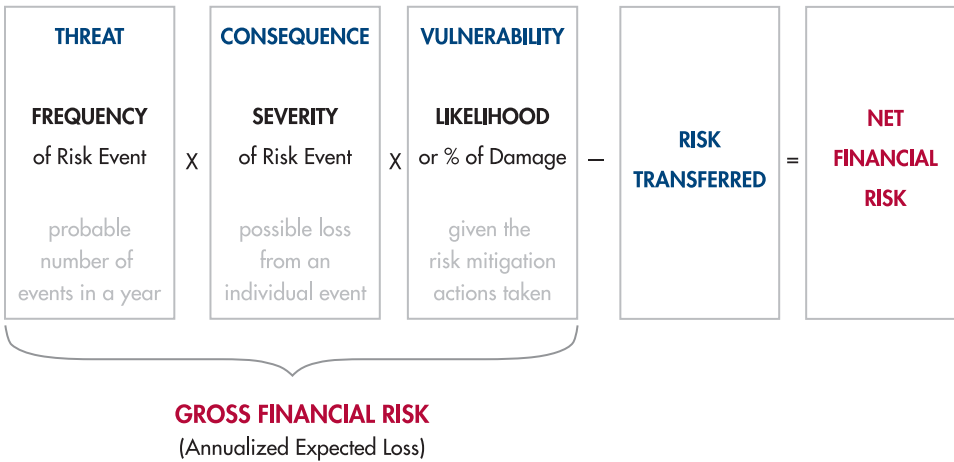 THREAT
FREQUENCY
of Risk Event
probable
number of
events in a year
X
CONSEQUENCE
SEVERITY
of Risk Event
possible loss
from an
individual event
X
VULNERABILITY
LIKELIHOOD
or % of Damage
given the
risk mitigation
actions taken
—
RISK
TRANSFERRED
=
NET
FINANCIAL
RISK
GROSS FINANCIAL RISK
(Annualized Expected Loss)